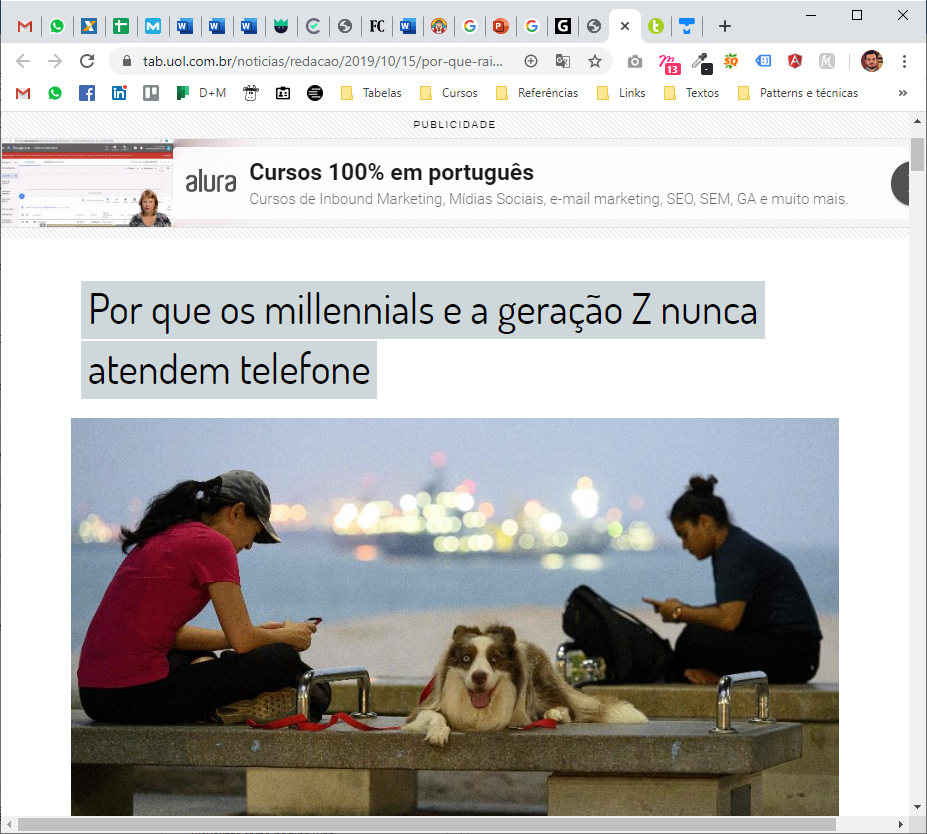 tab.uol.com.br/noticias/redacao/2019/10/15/por-que-rai...
13
D+M
Tabelas
Cursos
Referências
Links
Textos
Patterns e técnicas
»
PUBLICIDADE
alura
Cursos 100% em português
Cursos de Inbound Marketing, Mídias Sociais, e-mail marketing, SEO, SEM, GA e muito mais.
Por que os millennials e a geração Z nunca
atendem telefone